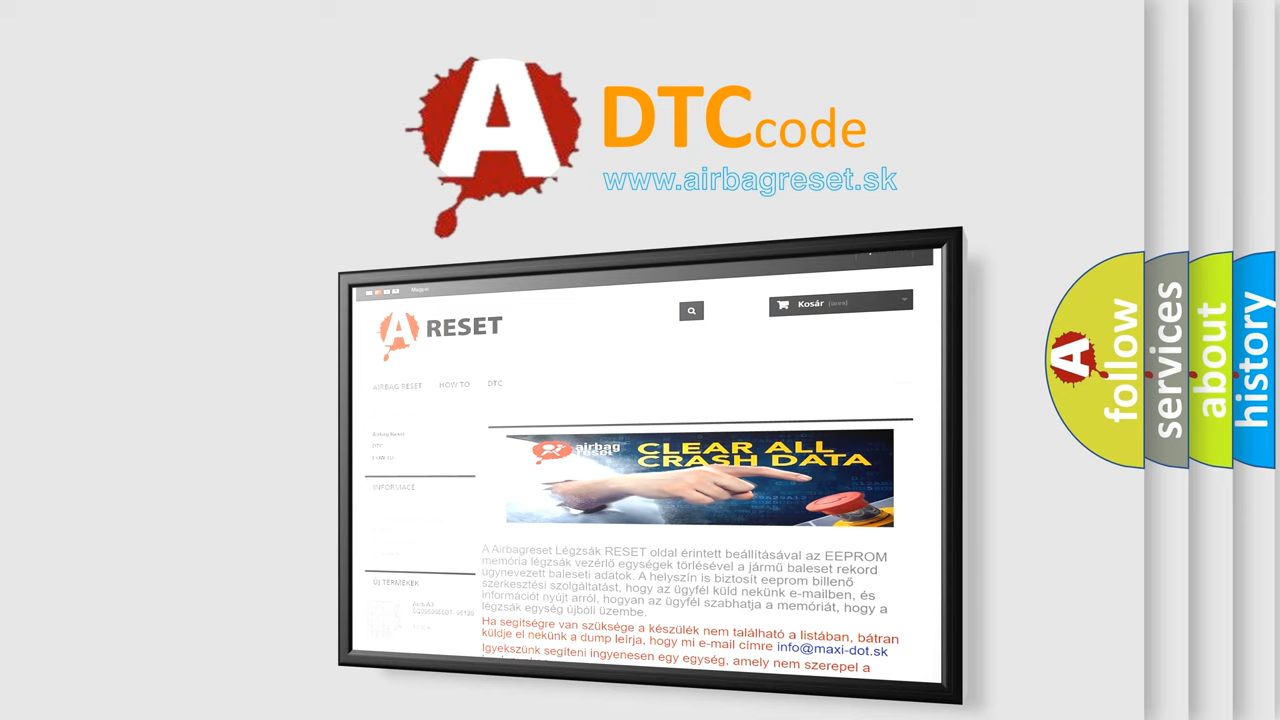 A DTC code
www.airbagreset.sk
Magyar
Kosár (üres)
A RESET
AIRBAG RESET HOW TO DTC
Airbag Reset
DTC
HOW TO
INFORMACE
airbag
reset
CLEAR ALL
CRASH DATA
A Airbagreset Légzsák RESET oldal érintett beállításával az EEPROM
memória légzsák vezérlő egységek törlésével a jármű baleset rekord
úgynevezett baleseti adatok. A helyszín is biztosít eeprom billenő
szerkesztési szolgáltatást, hogy az ügyfél küld nekünk e-mailben, és
információt nyújt arról, hogyan az ügyfél szabhatja a memóriát, hogy a
légzsák egység újbóli üzembe.
Ha segítségre van szüksége a készülék nem található a listában, bátran
küldje el nekünk a dump leírja, hogy mi e-mail címre info@maxi-dot.sk
Igyekszünk segíteni ingyenesen egy egység, amely nem szerepel a
ÚJ TERMÉKEK
A follow
services
about
history